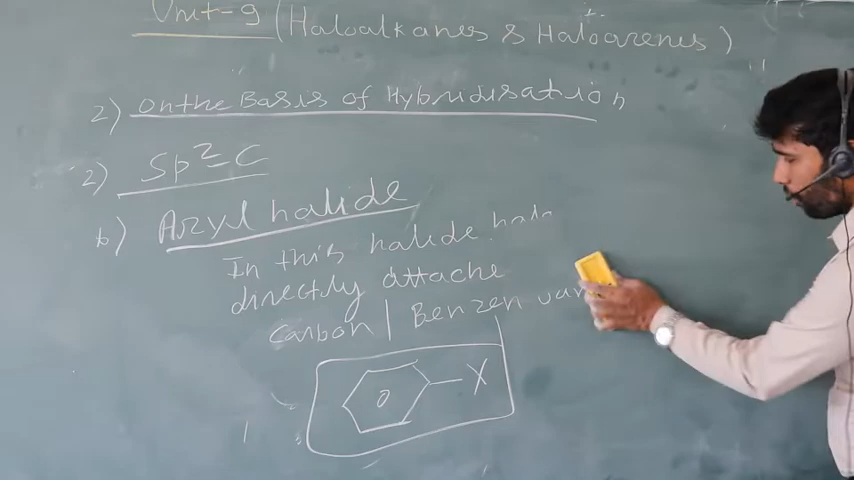 Unit-9 (Haloalkanes & Haloarenes)
2) On the Basis of Hybridisation
2) Sp²-C
b) Aryl halide
In this halide halo
directly attache
Carbon | Benzen
X